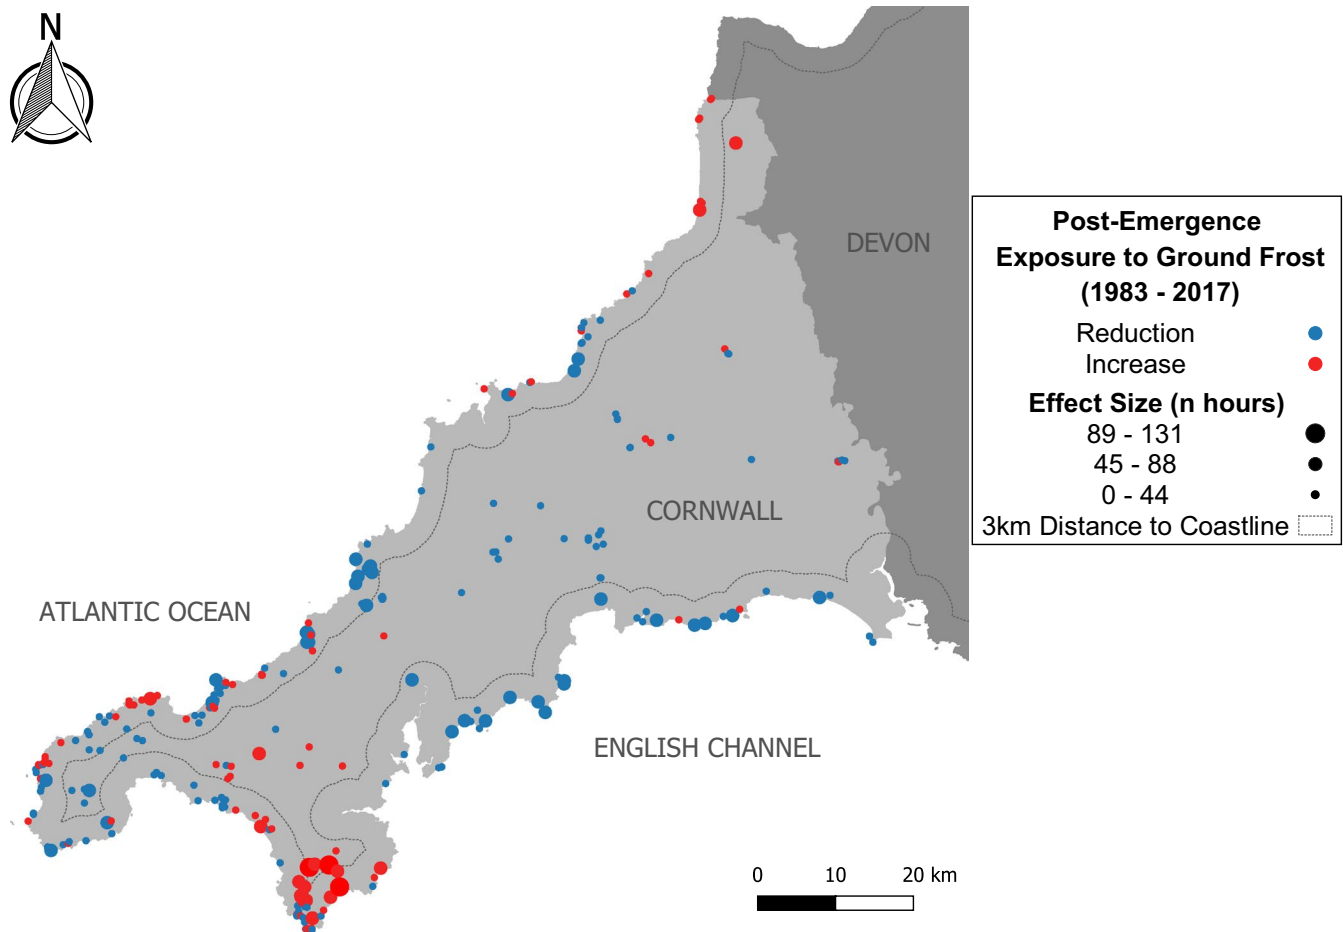 N
DEVON
CORNWALL
ATLANTIC OCEAN
ENGLISH CHANNEL
0 10 20 km
Post-Emergence
Exposure to Ground Frost
(1983 - 2017)
Reduction
Increase
Effect Size (n hours)
89 - 131
45 - 88
0 - 44
3km Distance to Coastline